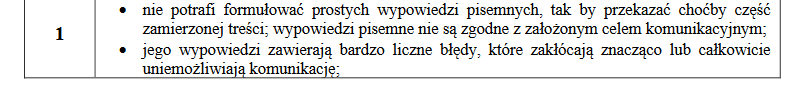 1
• nie potrafi formułować prostych wypowiedzi pisemnych, tak by przekazać choćby część
zamierzonej treści; wypowiedzi pisemne nie są zgodne z założonym celem komunikacyjnym;
• jego wypowiedzi zawierają bardzo liczne błędy, które zakłócają znacząco lub całkowicie
uniemożliwiają komunikację;